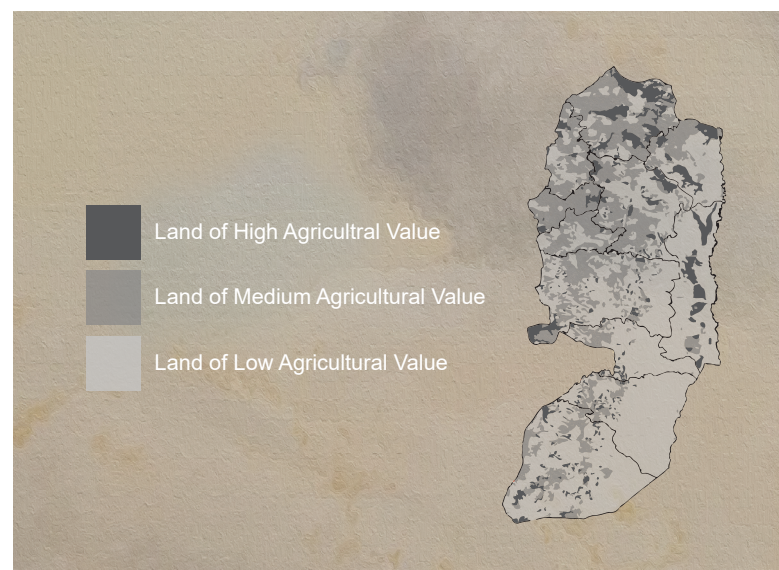 Land of High Agricultral Value
Land of Medium Agricultural Value
Land of Low Agricultural Value